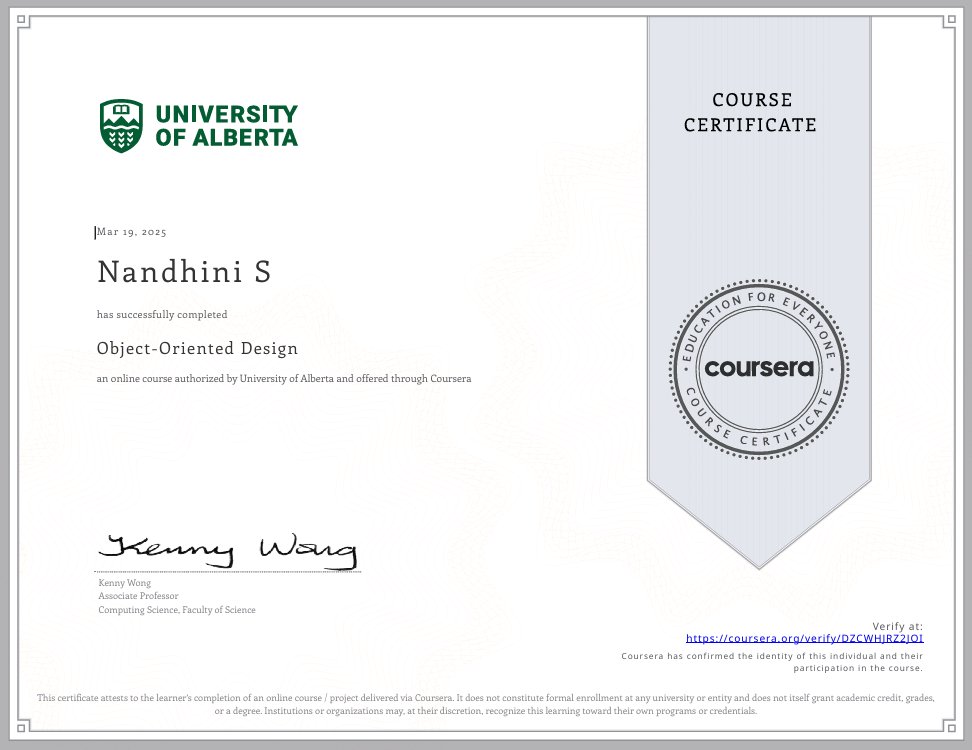 UNIVERSITY
OF ALBERTA
COURSE
CERTIFICATE
Mar 19, 2025
Nandhini S
has successfully completed
Object-Oriented Design
an online course authorized by University of Alberta and offered through Coursera
EDUCATION FOR EVERYONE
coursera
COURSE CERTIFICATE
Kenny Wong
Kenny Wong
Associate Professor
Computing Science, Faculty of Science
Verify at:
https://coursera.org/verify/DZCWHJRZ2JOI
Coursera has confirmed the identity of this individual and their
participation in the course.
This certificate attests to the learner's completion of an online course / project delivered via Coursera. It does not constitute formal enrollment at any university or entity and does not itself grant academic credit, grades,
or a degree. Institutions or organizations may, at their discretion, recognize this learning toward their own programs or credentials.